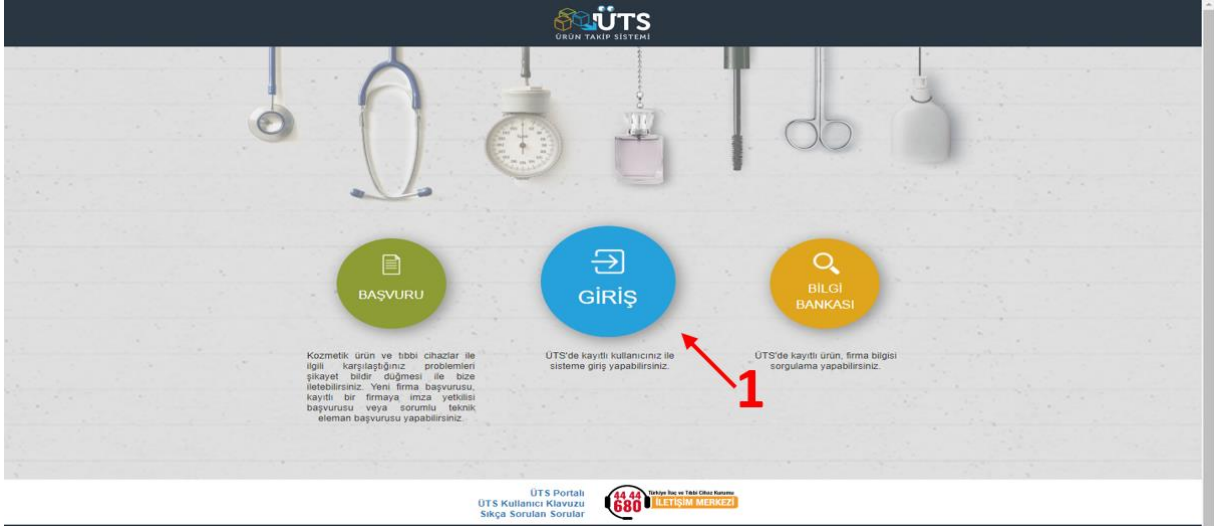 ÜTS
ÜRÜN TAKİP SİSTEMİ
BAŞVURU
GİRİŞ
BİLGİ
BANKASI
Kozmetik ürün ve tıbbi cihazlar ile
ilgili karşılaştığınız problemleri
şikayet bildir düğmesi ile bize
iletebilirsiniz. Yeni firma başvurusu,
kayıtlı bir firmaya imza yetkilisi
başvurusu veya sorumlu teknik
eleman başvurusu yapabilirsiniz.
ÜTS'de kayıtlı kullanıcınız ile
sisteme giriş yapabilirsiniz.
ÜTS'de kayıtlı ürün, firma bilgisi
sorgulama yapabilirsiniz.
1
ÜTS Portalı
ÜTS Kullanıcı Klavuzu
Sıkça Sorulan Sorular
44 44
680
Türkiye İlaç ve Tıbbi Cihaz Kurumu
İLETİŞİM MERKEZİ